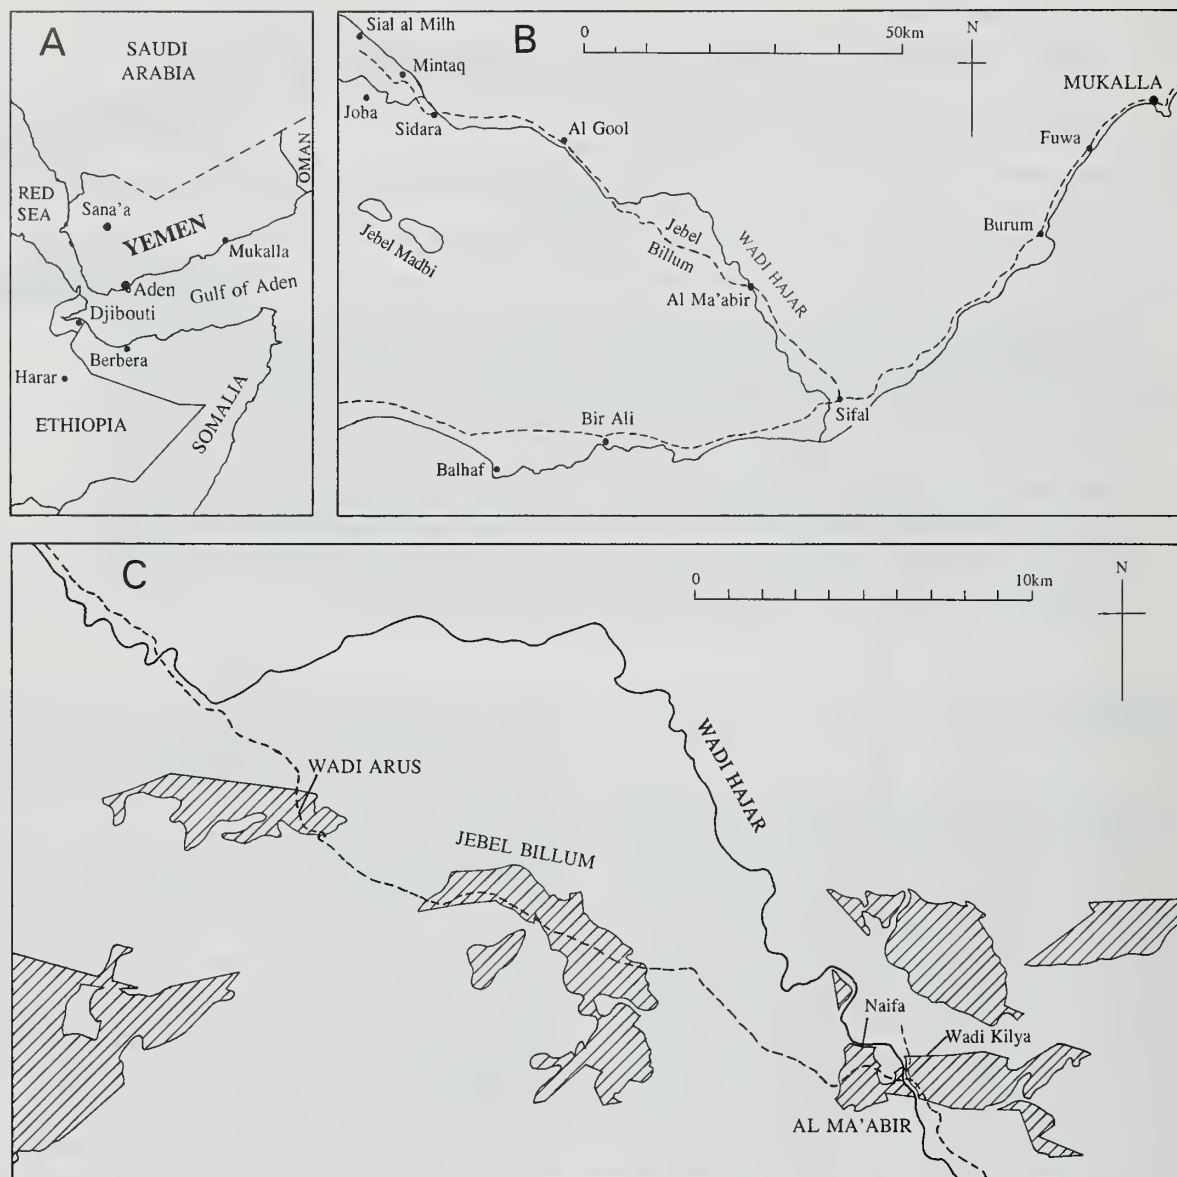 A
SAUDI
ARABIA
OMAN
RED
SEA
Sana'a
YEMEN
Mukalla
Aden
Gulf of Aden
Djibouti
Berbera
Harar
ETHIOPIA
SOMALIA
B
Sial al Milh
0
50km
N
Mintaq
MUKALLA
Joba
Sidara
Al Gool
Fuwa
Jebel Madbi
Jebel
Billum
WADI HAJAR
Burum
Al Ma'abir
Bir Ali
Sifal
Balhaf
C
0
10km
N
WADI ARUS
WADI HAJAR
JEBEL BILLUM
Naifa
Wadi Kilya
AL MA'ABIR